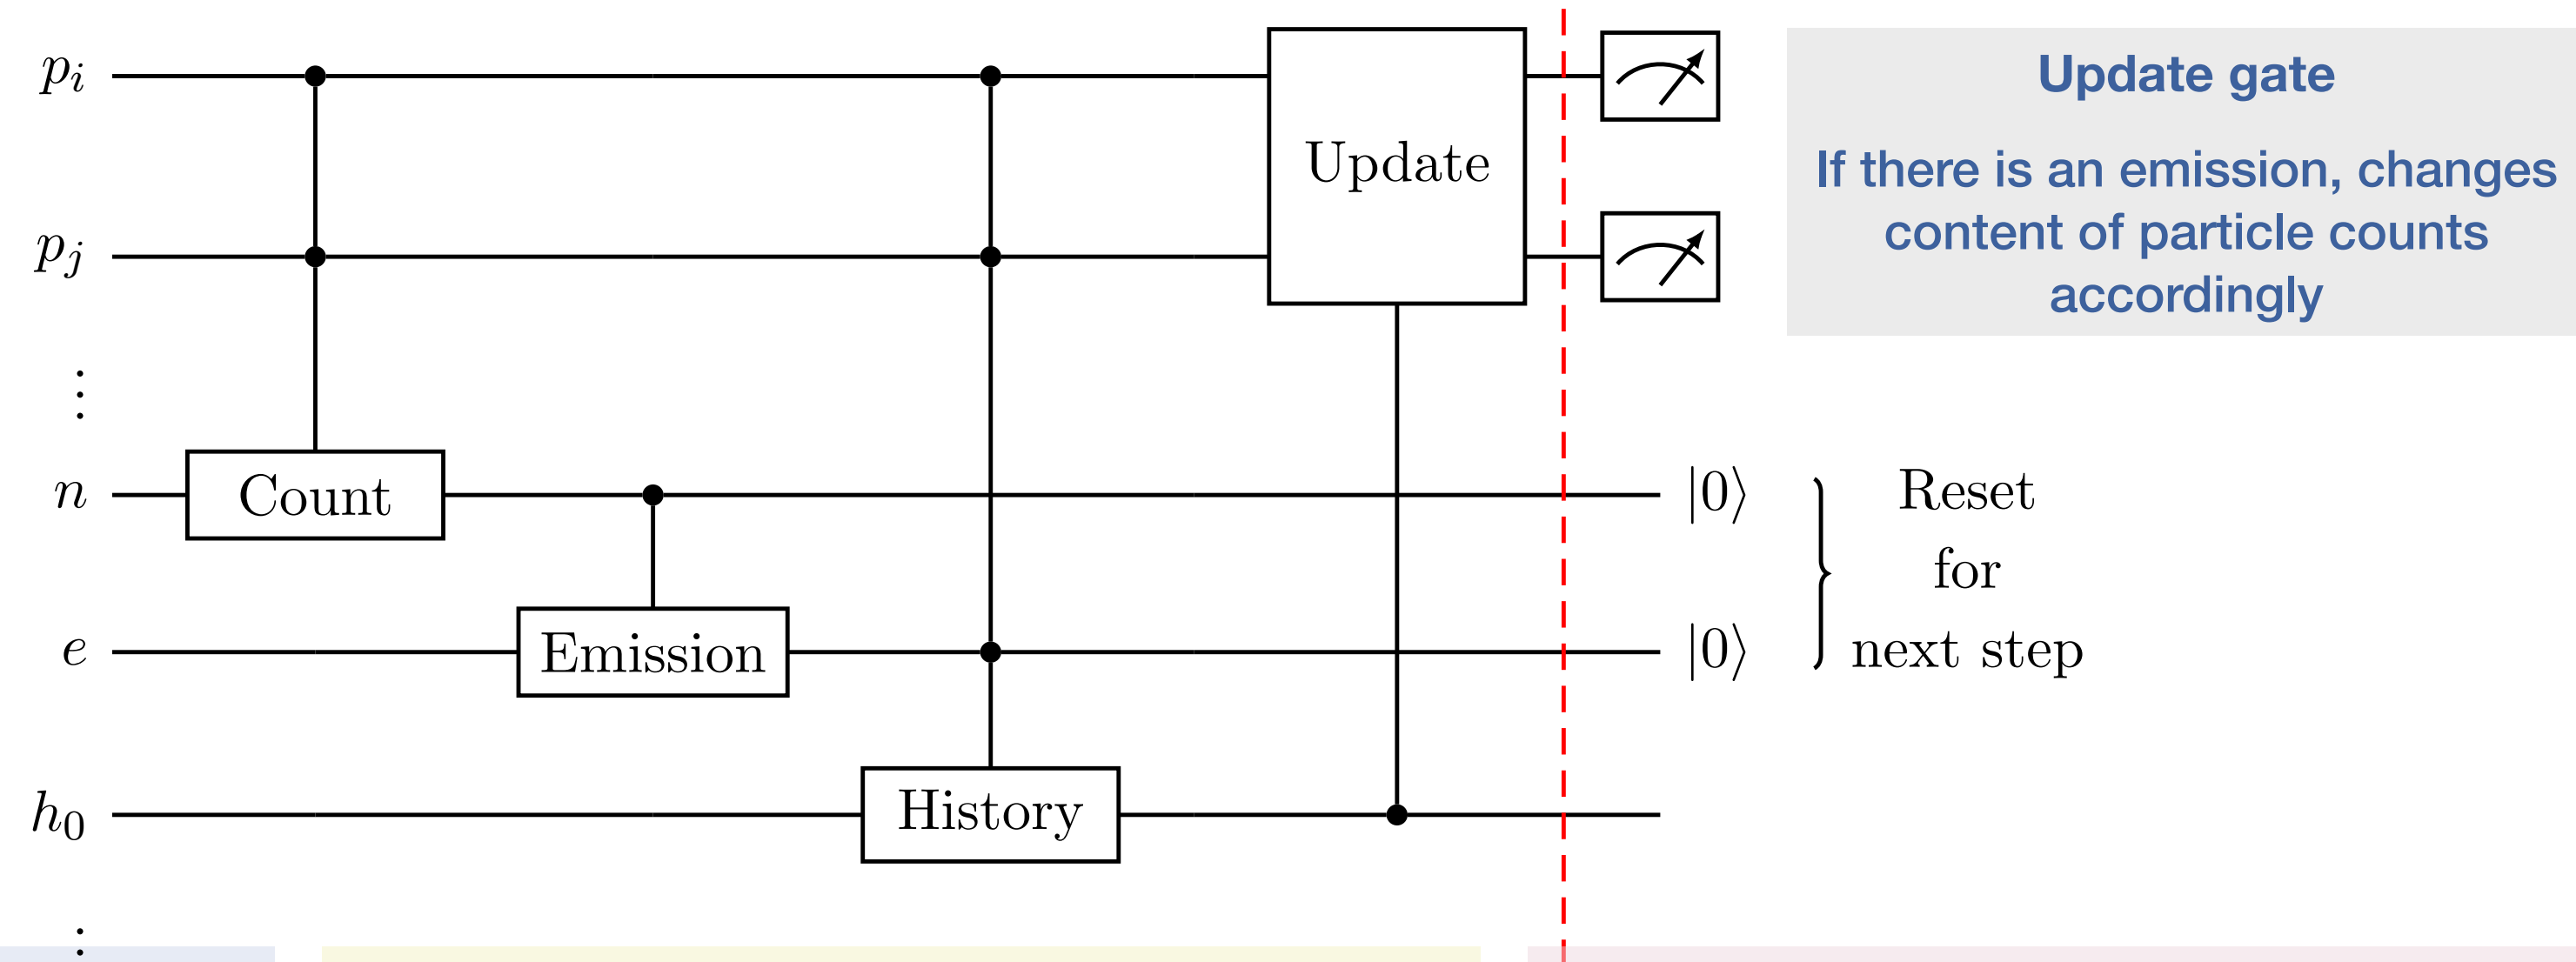 p_i
Update gate
If there is an emission, changes
content of particle counts
accordingly
Update
p_j
⋮
n
Count
|0⟩
Reset
for
next step
e
Emission
|0⟩
h_0
History
⋮